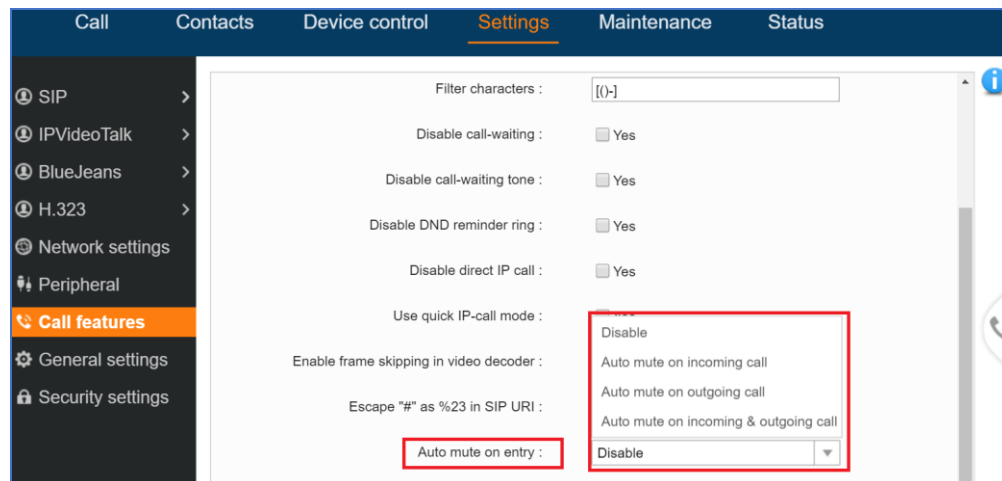 Call Contacts Device control Settings Maintenance Status
SIP
IPVideoTalk
BlueJeans
H.323
Network settings
Peripheral
Call features
General settings
Security settings
Filter characters : [()-]
Disable call-waiting : Yes
Disable call-waiting tone : Yes
Disable DND reminder ring : Yes
Disable direct IP call : Yes
Use quick IP-call mode :
Enable frame skipping in video decoder :
Escape "#" as %23 in SIP URI :
Disable
Auto mute on incoming call
Auto mute on outgoing call
Auto mute on incoming & outgoing call
Auto mute on entry : Disable